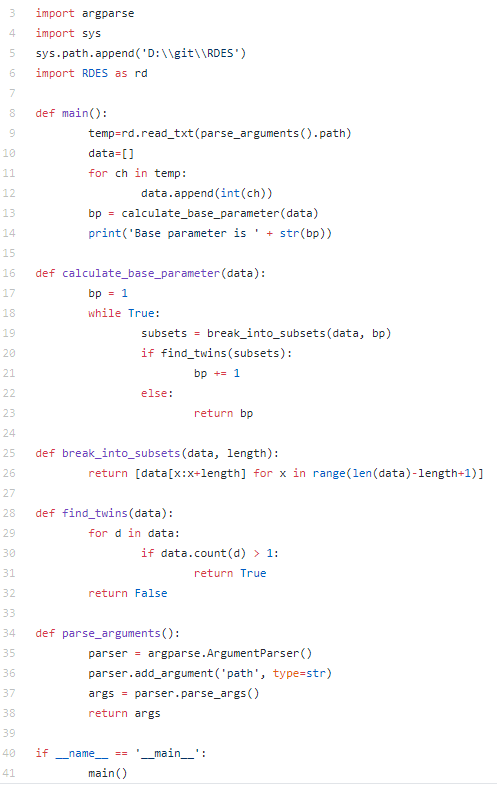 3 import argparse
4 import sys
5 sys.path.append('D:\\git\\RDES')
6 import RDES as rd
7
8 def main():
9         temp=rd.read_txt(parse_arguments().path)
10         data=[]
11         for ch in temp:
12                 data.append(int(ch))
13         bp = calculate_base_parameter(data)
14         print('Base parameter is ' + str(bp))
15
16 def calculate_base_parameter(data):
17         bp = 1
18         while True:
19                 subsets = break_into_subsets(data, bp)
20                 if find_twins(subsets):
21                         bp += 1
22                 else:
23                         return bp
24
25 def break_into_subsets(data, length):
26         return [data[x:x+length] for x in range(len(data)-length+1)]
27
28 def find_twins(data):
29         for d in data:
30                 if data.count(d) > 1:
31                         return True
32         return False
33
34 def parse_arguments():
35         parser = argparse.ArgumentParser()
36         parser.add_argument('path', type=str)
37         args = parser.parse_args()
38         return args
39
40 if __name__ == '__main__':
41         main()